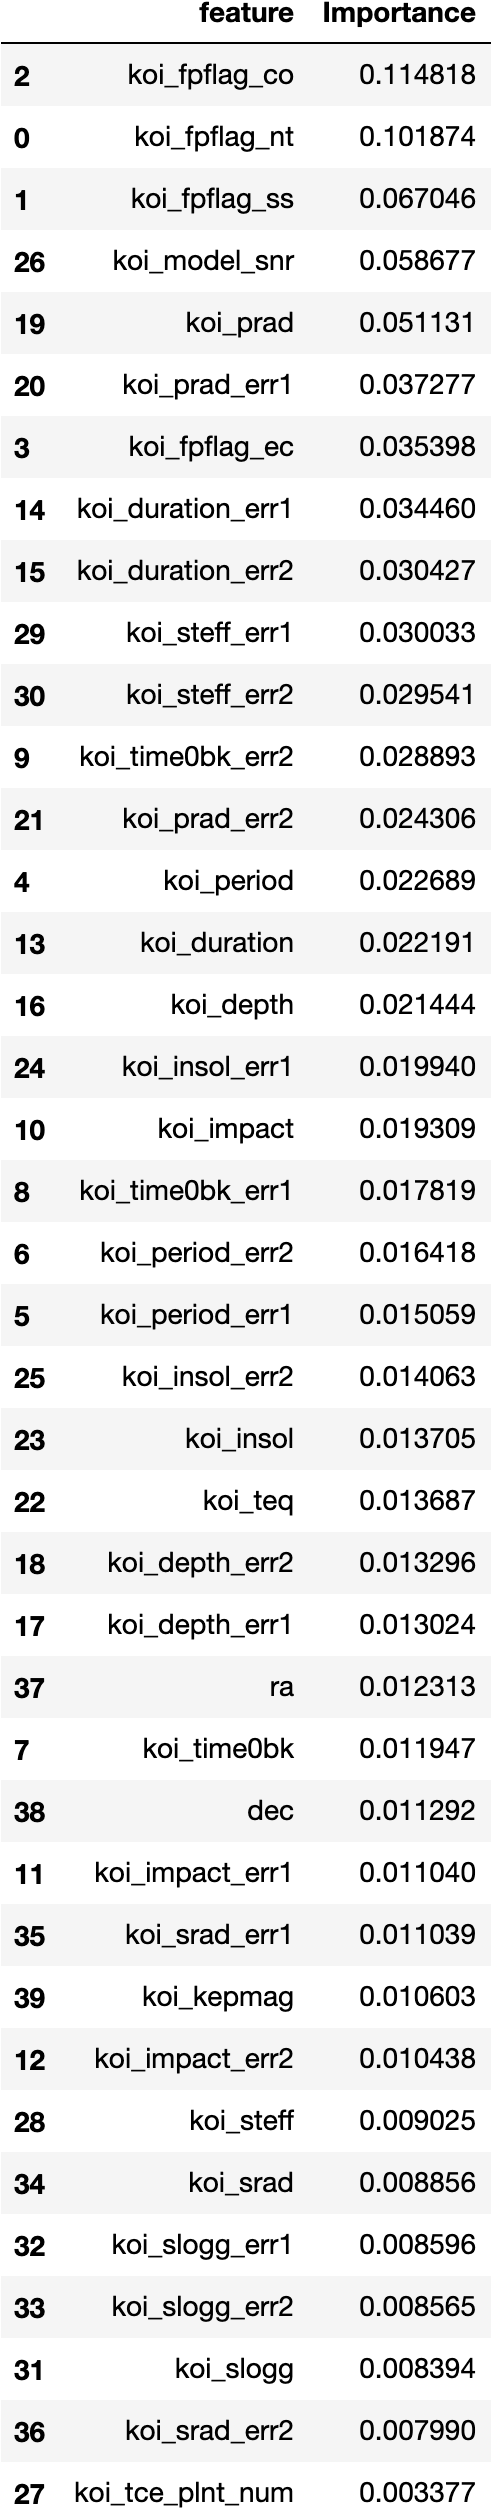 feature Importance
2 koi_fpflag_co 0.114818
0 koi_fpflag_nt 0.101874
1 koi_fpflag_ss 0.067046
26 koi_model_snr 0.058677
19 koi_prad 0.051131
20 koi_prad_err1 0.037277
3 koi_fpflag_ec 0.035398
14 koi_duration_err1 0.034460
15 koi_duration_err2 0.030427
29 koi_steff_err1 0.030033
30 koi_steff_err2 0.029541
9 koi_time0bk_err2 0.028893
21 koi_prad_err2 0.024306
4 koi_period 0.022689
13 koi_duration 0.022191
16 koi_depth 0.021444
24 koi_insol_err1 0.019940
10 koi_impact 0.019309
8 koi_time0bk_err1 0.017819
6 koi_period_err2 0.016418
5 koi_period_err1 0.015059
25 koi_insol_err2 0.014063
23 koi_insol 0.013705
22 koi_teq 0.013687
18 koi_depth_err2 0.013296
17 koi_depth_err1 0.013024
37 ra 0.012313
7 koi_time0bk 0.011947
38 dec 0.011292
11 koi_impact_err1 0.011040
35 koi_srad_err1 0.011039
39 koi_kepmag 0.010603
12 koi_impact_err2 0.010438
28 koi_steff 0.009025
34 koi_srad 0.008856
32 koi_slogg_err1 0.008596
33 koi_slogg_err2 0.008565
31 koi_slogg 0.008394
36 koi_srad_err2 0.007990
27 koi_tce_plnt_num 0.003377